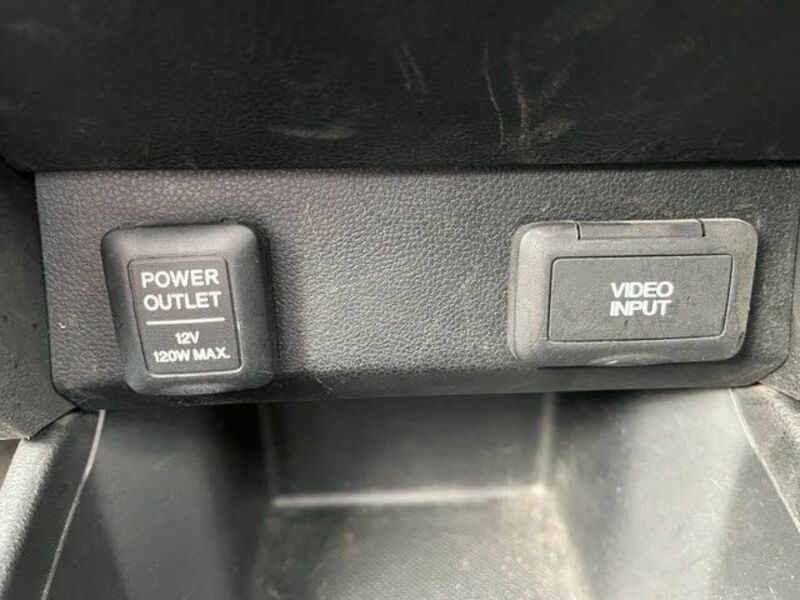 POWER
OUTLET
12V
120W MAX.
VIDEO
INPUT